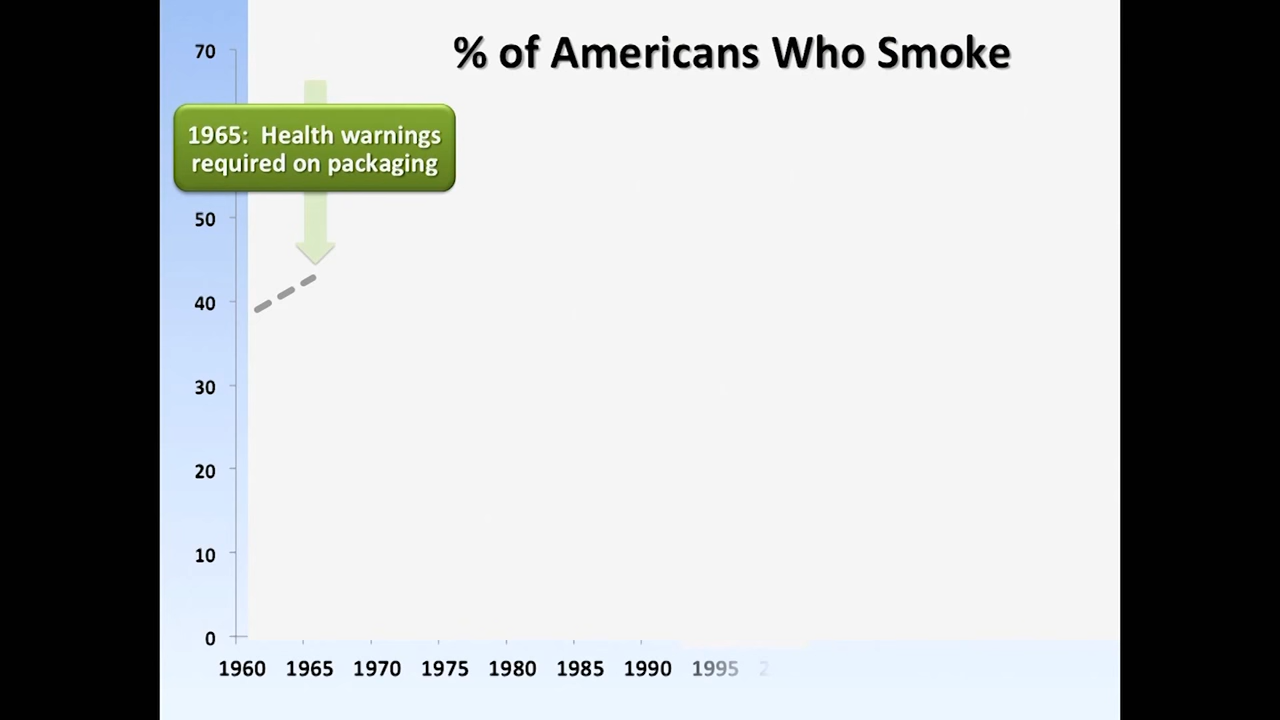 % of Americans Who Smoke
70
1965: Health warnings
required on packaging
50
40
30
20
10
0
1960 1965 1970 1975 1980 1985 1990 1995